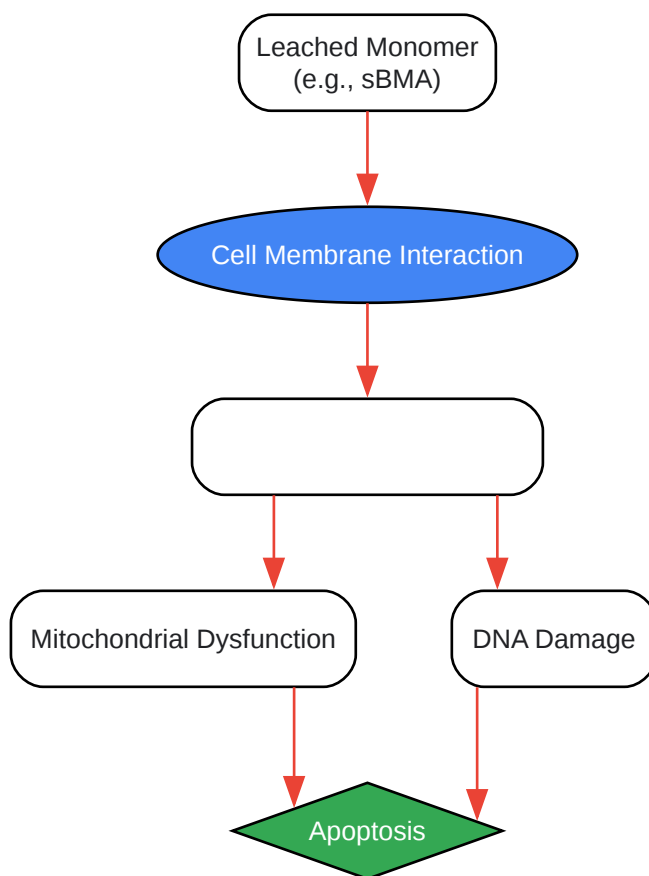 Leached Monomer
(e.g., sBMA)
Cell Membrane Interaction
Mitochondrial Dysfunction
DNA Damage
Apoptosis